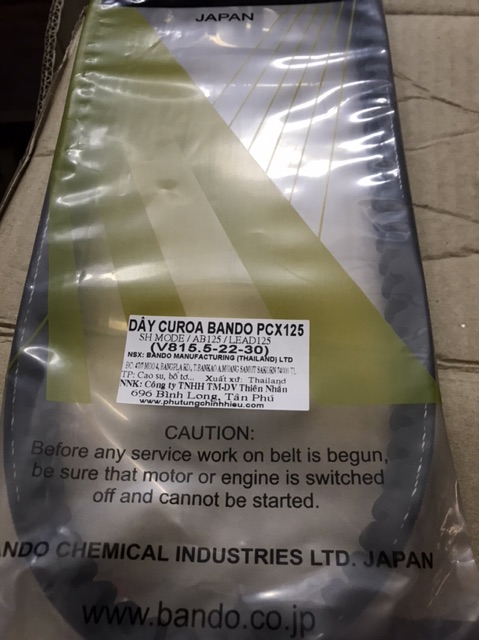 JAPAN
DÂY CUROA BANDO PCX125
SH MODE / AB125 / LEAD125
(V815.5-22-30)
NSX: BANDO MANUFACTURING (THAILAND) LTD
TP: Cao su, bố tơ... Xuất xứ: Thailand
NNK: Công ty TNHH TM-DV Thiên Nhẫn
696 Bình Long, Tân Phú
www.phutungchinhhieu.com
CAUTION:
Before any service work on belt is begun,
be sure that motor or engine is switched
off and cannot be started.
ANDO CHEMICAL INDUSTRIES LTD. JAPAN
www.bando.co.jp